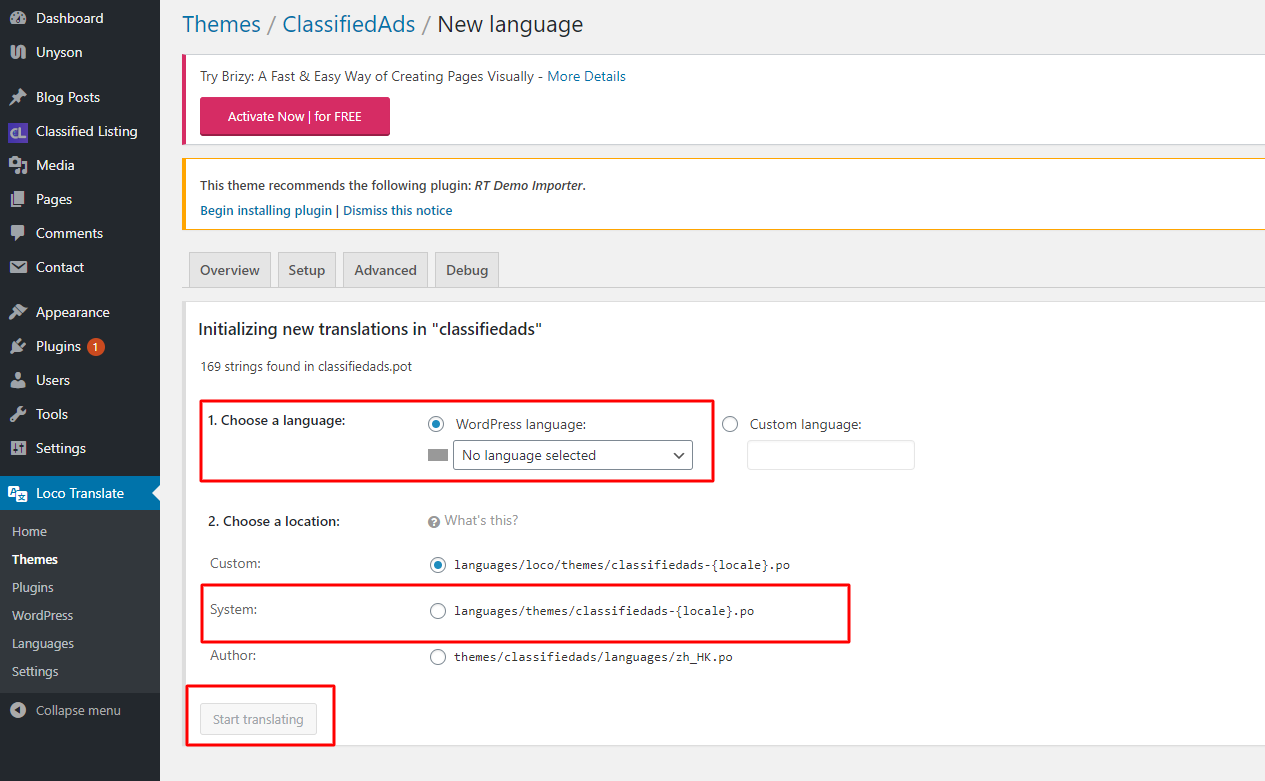 Dashboard
Unyson
Blog Posts
CL Classified Listing
Media
Pages
Comments
Contact
Appearance
Plugins 1
Users
Tools
Settings
Loco Translate
Home
Themes
Plugins
WordPress
Languages
Settings
Collapse menu
Themes / ClassifiedAds / New language
Try Brizy: A Fast & Easy Way of Creating Pages Visually - More Details
Activate Now | for FREE
This theme recommends the following plugin: RT Demo Importer.
Begin installing plugin | Dismiss this notice
Overview Setup Advanced Debug
Initializing new translations in "classifiedads"
169 strings found in classifiedads.pot
1. Choose a language: WordPress language: Custom language:
No language selected
2. Choose a location: ? What's this?
Custom: languages/loco/themes/classifiedads-{locale}.po
System: languages/themes/classifiedads-{locale}.po
Author: themes/classifiedads/languages/zh_HK.po
Start translating